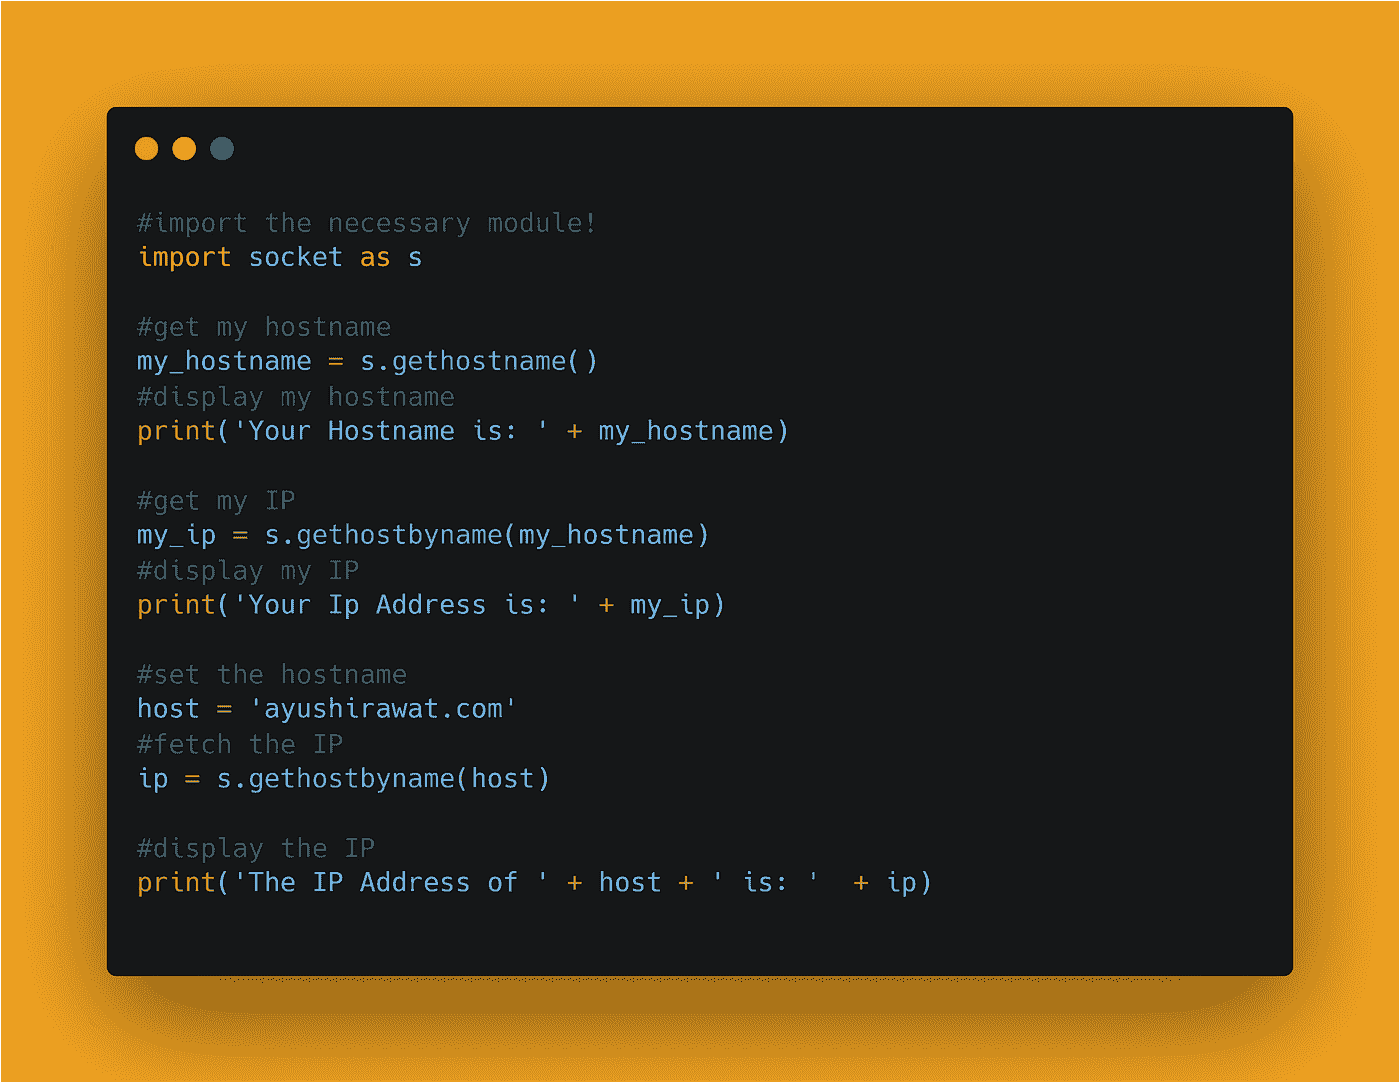 #import the necessary module!
import socket as s
#get my hostname
my_hostname = s.gethostname()
#display my hostname
print('Your Hostname is: ' + my_hostname)
#get my IP
my_ip = s.gethostbyname(my_hostname)
#display my IP
print('Your Ip Address is: ' + my_ip)
#set the hostname
host = 'ayushirawat.com'
#fetch the IP
ip = s.gethostbyname(host)
#display the IP
print('The IP Address of ' + host + ' is: '  + ip)